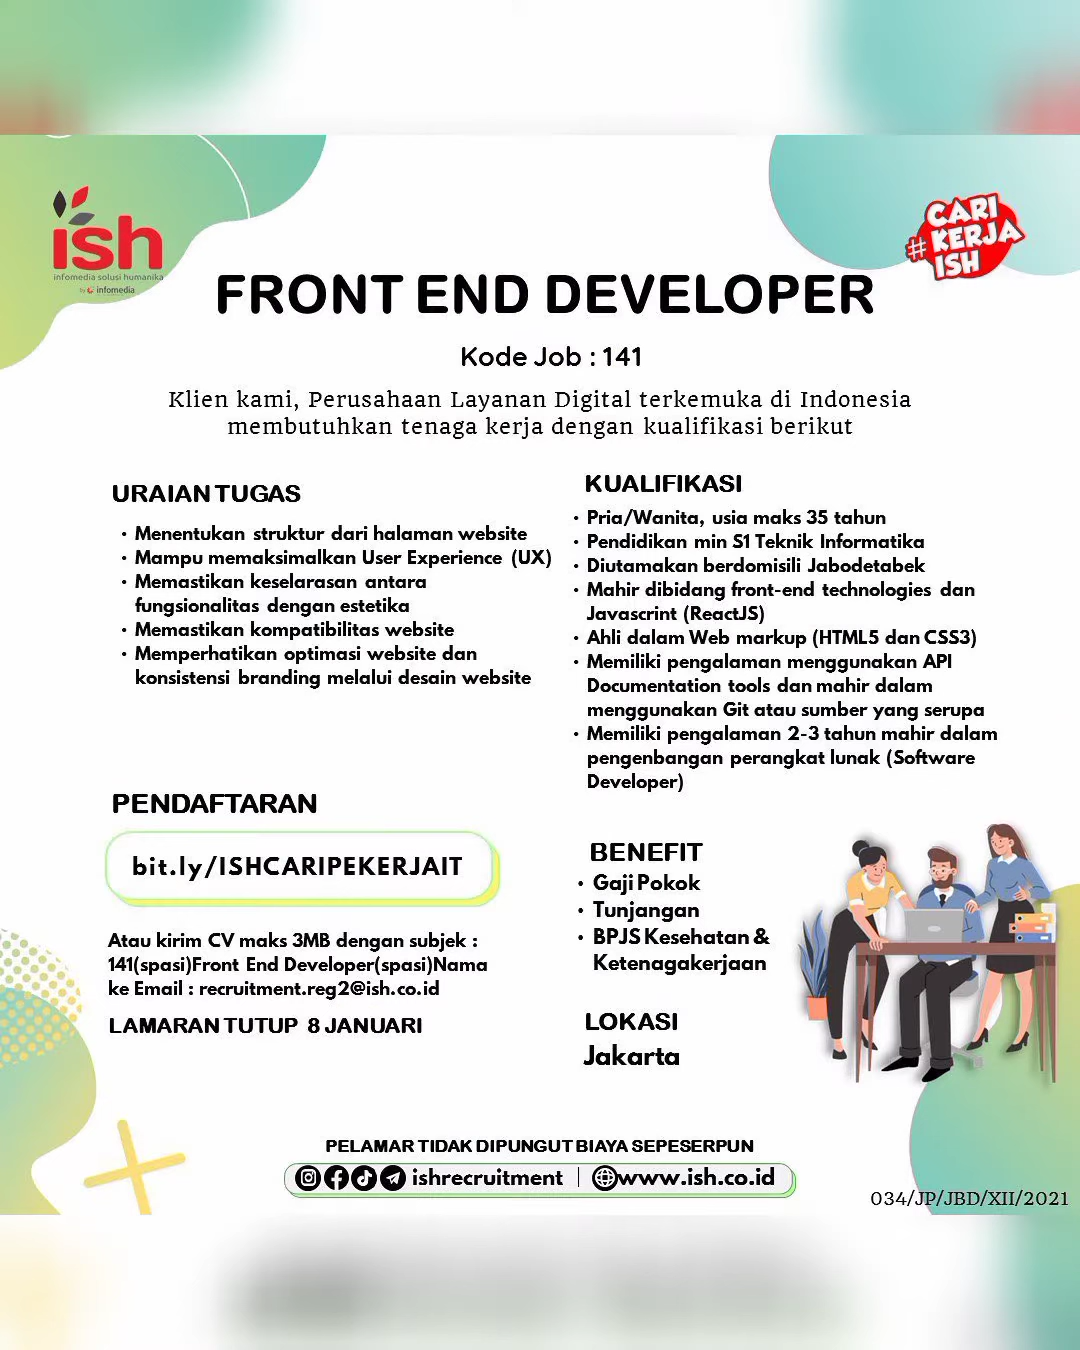 ish
infomedia solusi humanika
by infomedia
# CARI
KERJA
ISH
FRONT END DEVELOPER
Kode Job : 141
Klien kami, Perusahaan Layanan Digital terkemuka di Indonesia
membutuhkan tenaga kerja dengan kualifikasi berikut
URAIAN TUGAS
• Menentukan struktur dari halaman website
• Mampu memaksimalkan User Experience (UX)
• Memastikan keselarasan antara
fungsionalitas dengan estetika
• Memastikan kompatibilitas website
• Memperhatikan optimasi website dan
konsistensi branding melalui desain website
KUALIFIKASI
• Pria/Wanita, usia maks 35 tahun
• Pendidikan min S1 Teknik Informatika
• Diutamakan berdomisili Jabodetabek
• Mahir dibidang front-end technologies dan
Javascrint (ReactJS)
• Ahli dalam Web markup (HTML5 dan CSS3)
• Memiliki pengalaman menggunakan API
Documentation tools dan mahir dalam
menggunakan Git atau sumber yang serupa
• Memiliki pengalaman 2-3 tahun mahir dalam
pengenbangan perangkat lunak (Software
Developer)
PENDAFTARAN
bit.ly/ISHCARIPEKERJAIT
Atau kirim CV maks 3MB dengan subjek :
141(spasi)Front End Developer(spasi)Nama
ke Email : recruitment.reg2@ish.co.id
LAMARAN TUTUP 8 JANUARI
BENEFIT
• Gaji Pokok
• Tunjangan
• BPJS Kesehatan &
Ketenagakerjaan
LOKASI
Jakarta
PELAMAR TIDAK DIPUNGUT BIAYA SEPESERPUN
ishrecruitment | www.ish.co.id
034/JP/JBD/XII/2021